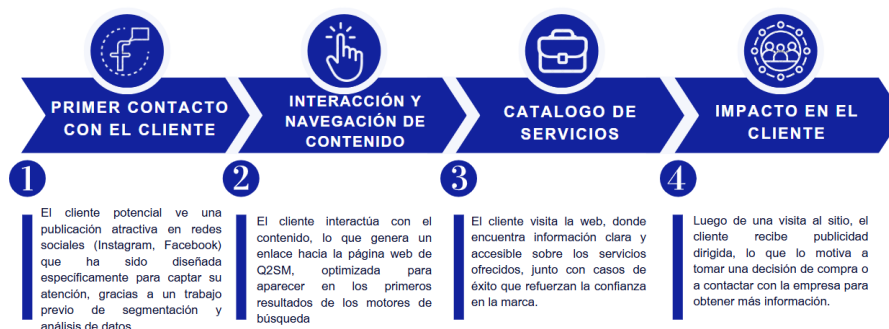 PRIMER CONTACTO
CON EL CLIENTE
INTERACCIÓN Y
NAVEGACIÓN DE
CONTENIDO
CATALOGO DE
SERVICIOS
IMPACTO EN EL
CLIENTE
1
El cliente potencial ve una
publicación atractiva en redes
sociales (Instagram, Facebook)
que ha sido diseñada
específicamente para captar su
atención, gracias a un trabajo
previo de segmentación y
análisis de datos
2
El cliente interactúa con el
contenido, lo que genera un
enlace hacia la página web de
Q2SM, optimizada para
aparecer en los primeros
resultados de los motores de
búsqueda
3
El cliente visita la web, donde
encuentra información clara y
accesible sobre los servicios
ofrecidos, junto con casos de
éxito que refuerzan la confianza
en la marca.
4
Luego de una visita al sitio, el
cliente recibe publicidad
dirigida, lo que lo motiva a
tomar una decisión de compra o
a contactar con la empresa para
obtener más información.